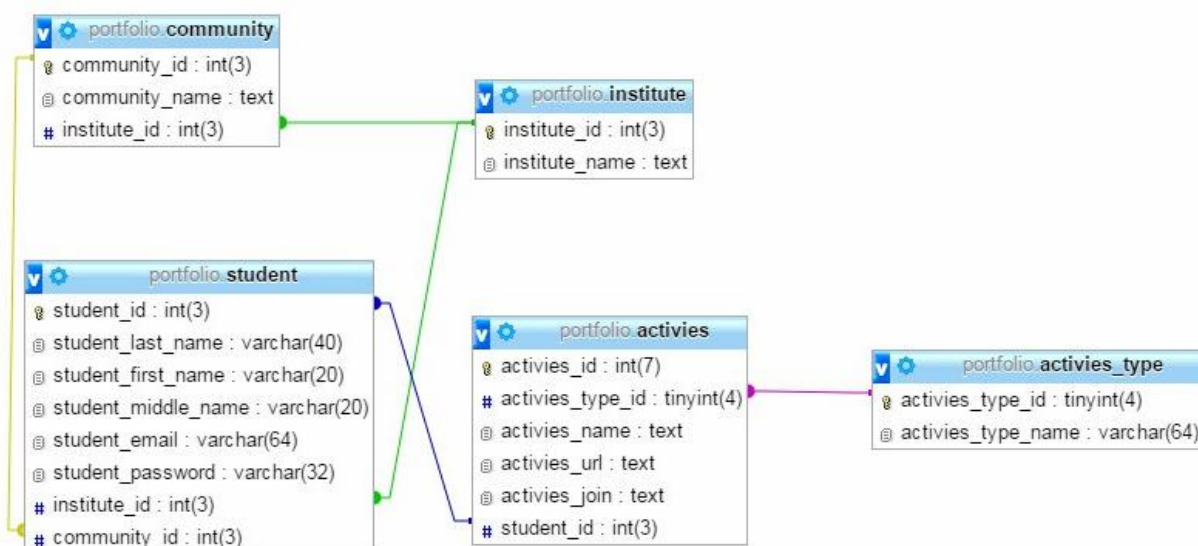 portfolio.community
community_id : int(3)
community_name : text
# institute_id : int(3)
portfolio.institute
institute_id : int(3)
institute_name : text
portfolio.student
student_id : int(3)
student_last_name : varchar(40)
student_first_name : varchar(20)
student_middle_name : varchar(20)
student_email : varchar(64)
student_password : varchar(32)
# institute_id : int(3)
# community_id : int(3)
portfolio.activies
activies_id : int(7)
# activies_type_id : tinyint(4)
activies_name : text
activies_url : text
activies_join : text
# student_id : int(3)
portfolio.activies_type
activies_type_id : tinyint(4)
activies_type_name : varchar(64)